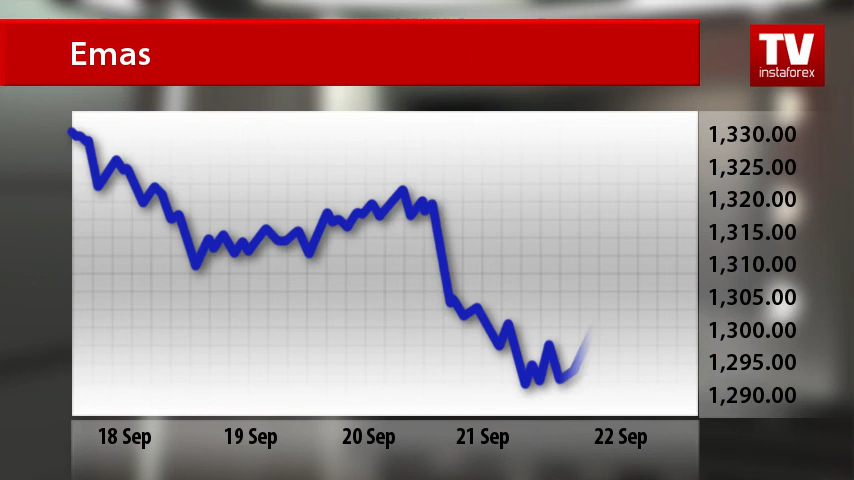 Emas
TV
instaforex
1,330.00
1,325.00
1,320.00
1,315.00
1,310.00
1,305.00
1,300.00
1,295.00
1,290.00
18 Sep 19 Sep 20 Sep 21 Sep 22 Sep